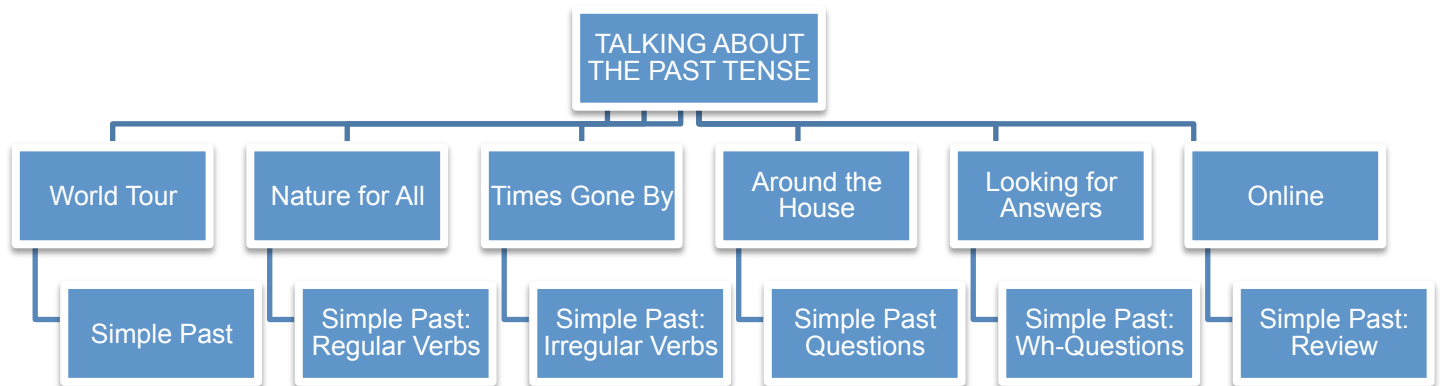 TALKING ABOUT
THE PAST TENSE
World Tour
Nature for All
Times Gone By
Around the
House
Looking for
Answers
Online
Simple Past
Simple Past:
Regular Verbs
Simple Past:
Irregular Verbs
Simple Past
Questions
Simple Past:
Wh-Questions
Simple Past:
Review